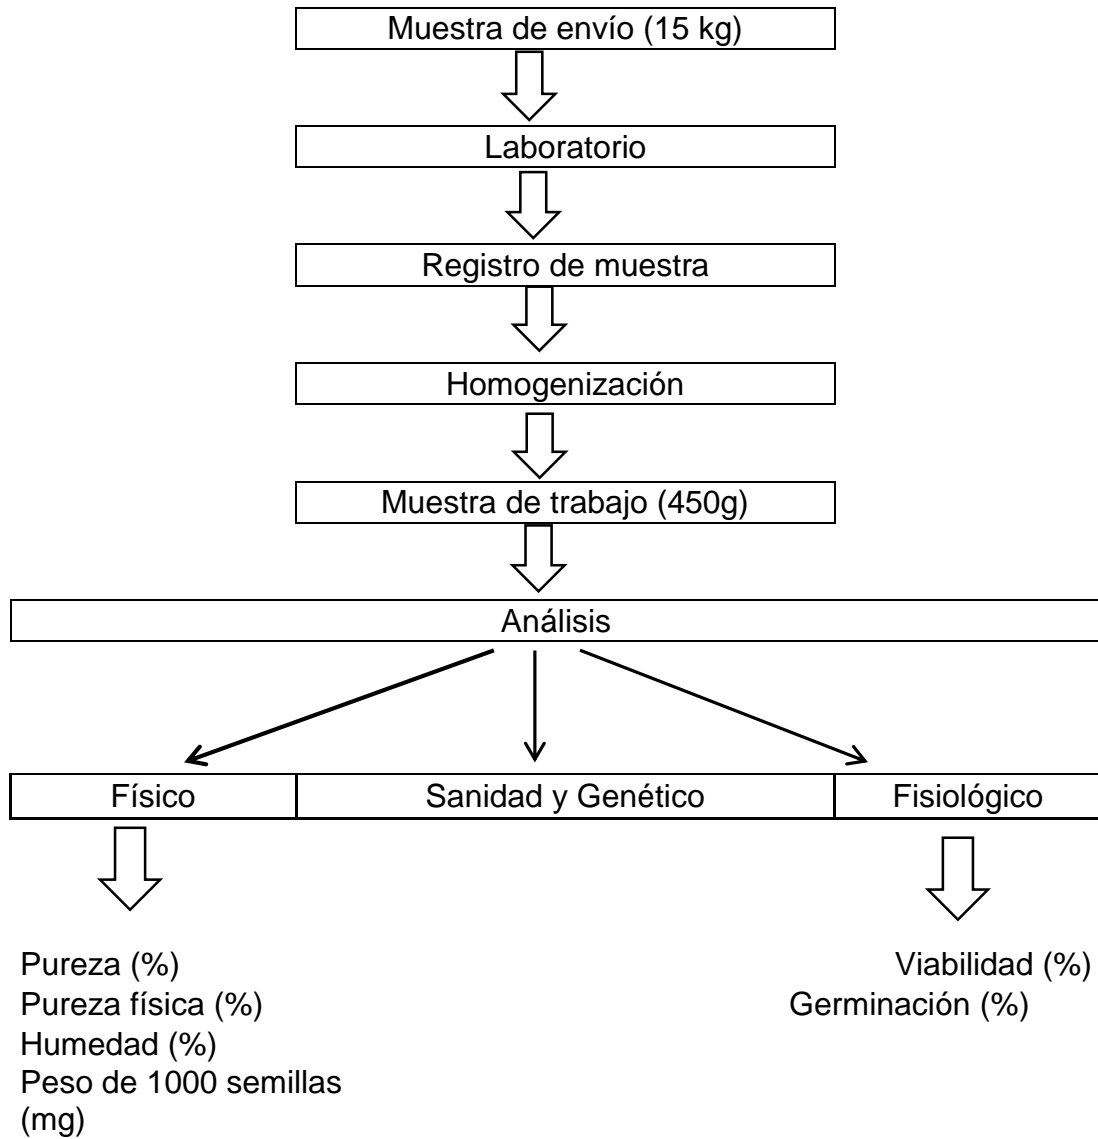 Muestra de envío (15 kg)
Laboratorio
Registro de muestra
Homogenización
Muestra de trabajo (450g)
Análisis
Físico
Sanidad y Genético
Fisiológico
Pureza (%)
Pureza física (%)
Humedad (%)
Peso de 1000 semillas
(mg)
Viabilidad (%)
Germinación (%)